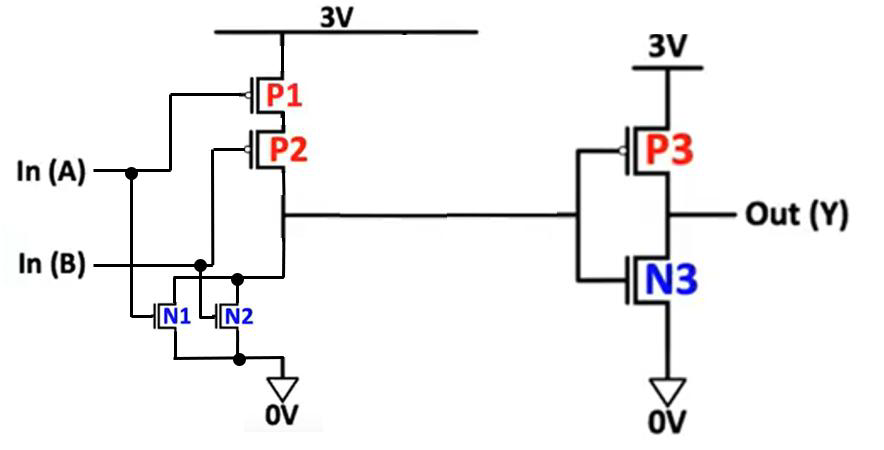 3V
3V
P1
P2
P3
In (A)
Out (Y)
In (B)
N3
N1
N2
0V
0V